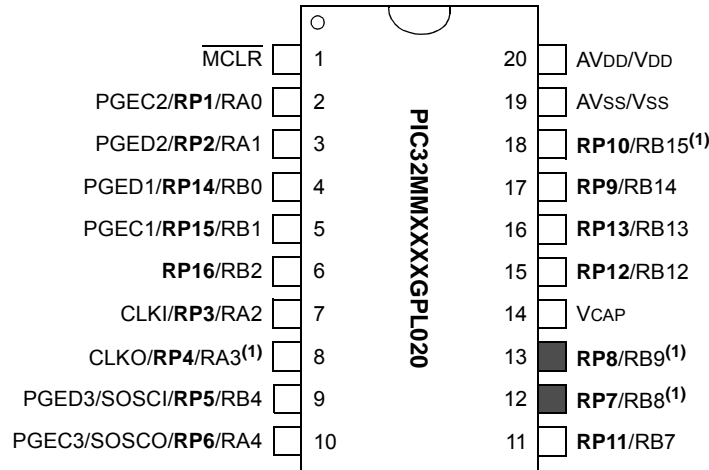 MCLR 1 20 AVDD/VDD
PGEC2/RP1/RA0 2 19 AVSS/VSS
PGED2/RP2/RA1 3 18 RP10/RB15(1)
PGED1/RP14/RB0 4 17 RP9/RB14
PGEC1/RP15/RB1 5 16 RP13/RB13
RP16/RB2 6 15 RP12/RB12
CLKI/RP3/RA2 7 14 VCAP
CLKO/RP4/RA3(1) 8 13 RP8/RB9(1)
PGED3/SOSCI/RP5/RB4 9 12 RP7/RB8(1)
PGEC3/SOSCO/RP6/RA4 10 11 RP11/RB7
PIC32MMXXXXGPL020